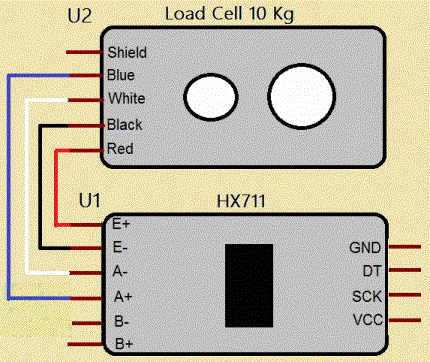 U2 Load Cell 10 Kg
Shield
Blue
White
Black
Red
U1 HX711
E+
E-
A-
A+
B-
B+
GND
DT
SCK
VCC